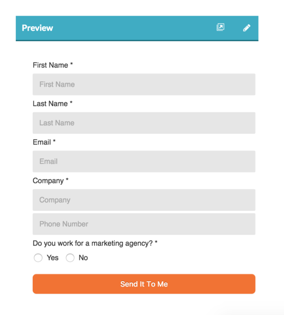 Preview
First Name *
First Name
Last Name *
Last Name
Email *
Email
Company *
Company
Phone Number
Do you work for a marketing agency? *
Yes No
Send It To Me